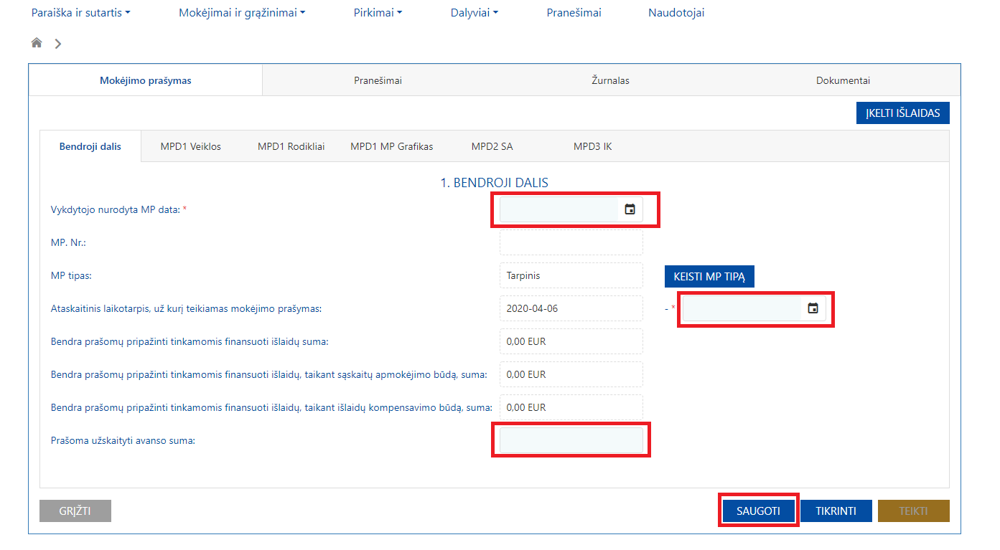 Paraiška ir sutartis Mokėjimai ir grąžinimai Pirkimai Dalyviai Pranešimai Naudotojai
Mokėjimo prašymas Pranešimai Žurnalas Dokumentai
ĮKELTI IŠLAIDAS
Bendroji dalis MPD1 Veiklos MPD1 Rodikliai MPD1 MP Grafikas MPD2 SA MPD3 IK
1. BENDROJI DALIS
Vykdytojo nurodyta MP data: *
MP. Nr.:
MP tipas: Tarpinis KEISTI MP TIPĄ
Ataskaitinis laikotarpis, už kurį teikiamas mokėjimo prašymas: 2020-04-06 - *
Bendra prašomų pripažinti tinkamomis finansuoti išlaidų suma: 0,00 EUR
Bendra prašomų pripažinti tinkamomis finansuoti išlaidų, taikant sąskaitų apmokėjimo būdą, suma: 0,00 EUR
Bendra prašomų pripažinti tinkamomis finansuoti išlaidų, taikant išlaidų kompensavimo būdą, suma: 0,00 EUR
Prašoma užskaityti avanso suma:
GRĮŽTI SAUGOTI TIKRINTI TEIKTI